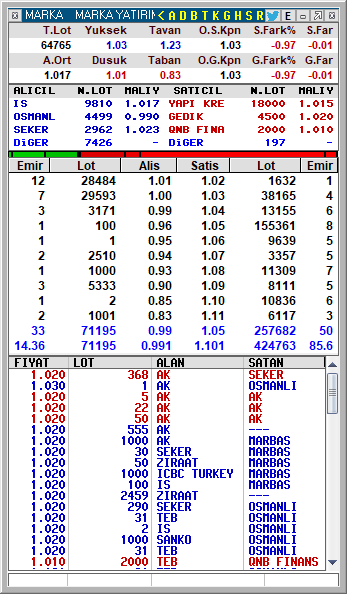 MARKA MARKA YATIRIM <ADBTKGHSR E
T.Lot Yuksek Tavan O.S.Kpn S.Fark% S.Far
64765 1.03 1.23 1.03 -0.97 -0.01
A.Ort Dusuk Taban O.Kpn G.Fark% G.Far
1.017 1.01 0.83 1.03 -0.97 -0.01
ALICIL N.LOT MALIY SATICIL N.LOT MALIY
IS 9810 1.017 YAPI KRE 18000 1.015
OSMANL 4499 0.990 GEDIK 4500 1.020
SEKER 2962 1.023 QNB FINA 2000 1.010
DiGER 7426 - DiGER 197 -
Emir Lot Alis Satis Lot Emir
12 28484 1.01 1.02 1632 1
7 29593 1.00 1.03 38165 4
3 3171 0.99 1.04 13155 6
1 100 0.96 1.05 155361 8
1 1 0.95 1.06 9639 5
2 2510 0.94 1.07 3357 5
1 1000 0.93 1.08 11309 7
3 5333 0.90 1.09 8111 5
1 2 0.85 1.10 10836 6
2 1001 0.83 1.11 6117 3
33 71195 0.99 1.05 257682 50
14.36 71195 0.991 1.101 424763 85.6
FIYAT LOT ALAN SATAN
1.020 368 AK SEKER
1.030 1 AK OSMANLI
1.020 5 AK AK
1.020 22 AK AK
1.020 50 AK AK
1.020 555 AK ---
1.020 1000 AK MARBAS
1.020 30 SEKER MARBAS
1.020 50 ZIRAAT MARBAS
1.020 1000 ICBC TURKEY MARBAS
1.020 100 IS MARBAS
1.020 2459 ZIRAAT ---
1.020 290 SEKER OSMANLI
1.020 31 TEB OSMANLI
1.020 2 IS OSMANLI
1.020 1000 SANKO OSMANLI
1.020 31 TEB OSMANLI
1.010 2000 TEB QNB FINANS